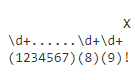 X
\d+......\d+\d+
(1234567)(8)(9)!